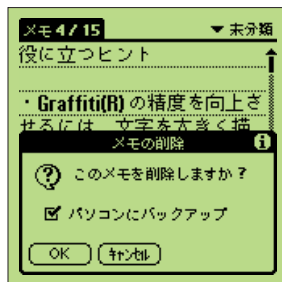 メモ 4 / 15 ▼ 未分類
役に立つヒント
・Graffiti(R) の精度を向上さ
せるには、文字を大きく描
メモの削除
このメモを削除しますか？
パソコンにバックアップ
OK ｷｬﾝｾﾙ